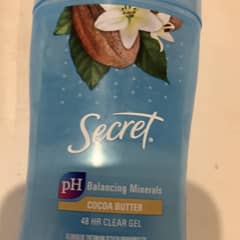 Secret
pH Balancing Minerals
COCOA BUTTER
48 HR CLEAR GEL